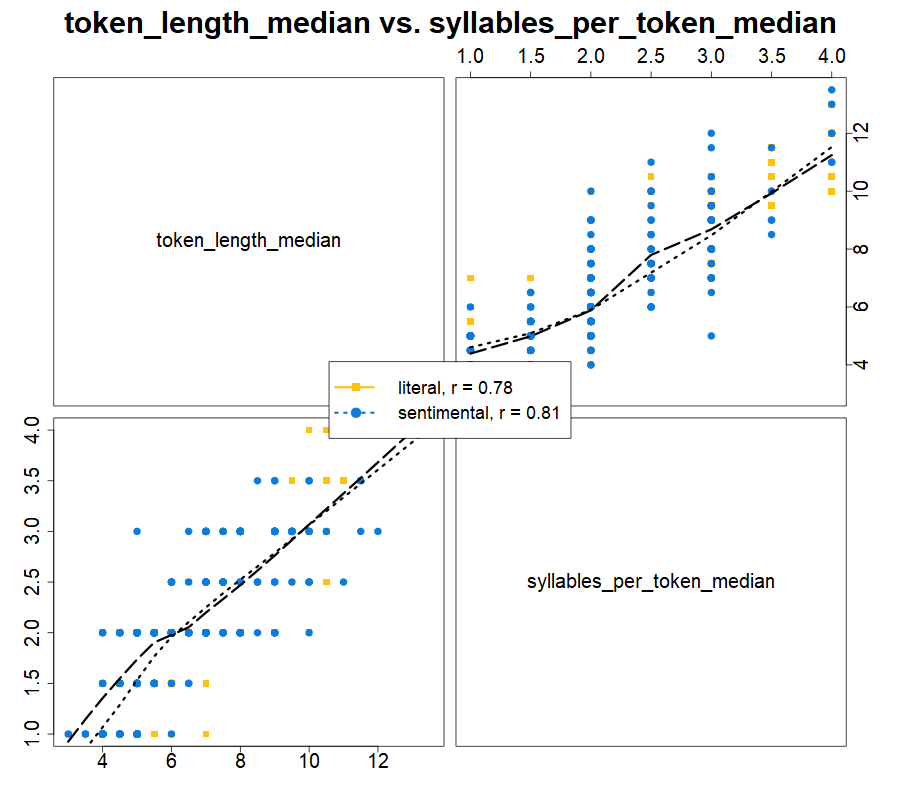 token_length_median vs. syllables_per_token_median
1.0 1.5 2.0 2.5 3.0 3.5 4.0
token_length_median
12
10
8
6
4
literal, r = 0.78
sentimental, r = 0.81
4.0
3.5
3.0
2.5
2.0
1.5
1.0
syllables_per_token_median
4 6 8 10 12